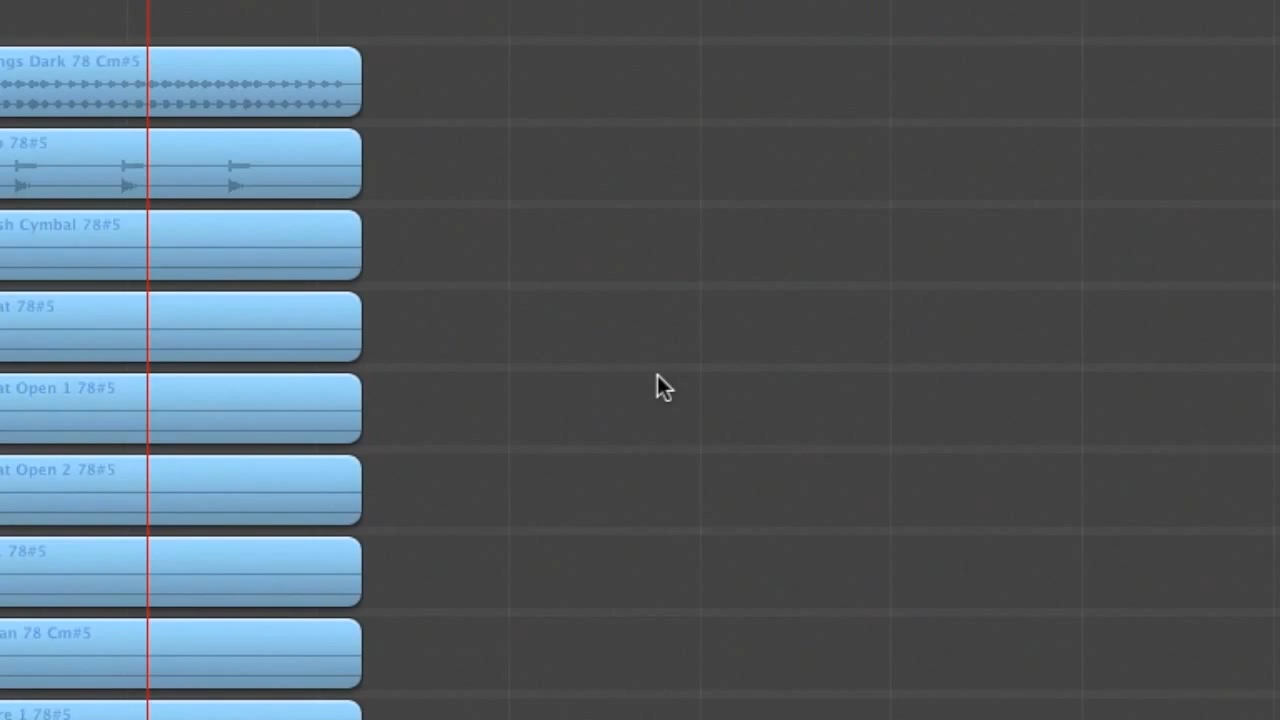 ngs Dark 78 Cm#5
78#5
sh Cymbal 78#5
at 78#5
at Open 1 78#5
at Open 2 78#5
78#5
an 78 Cm#5
re 1 78#5